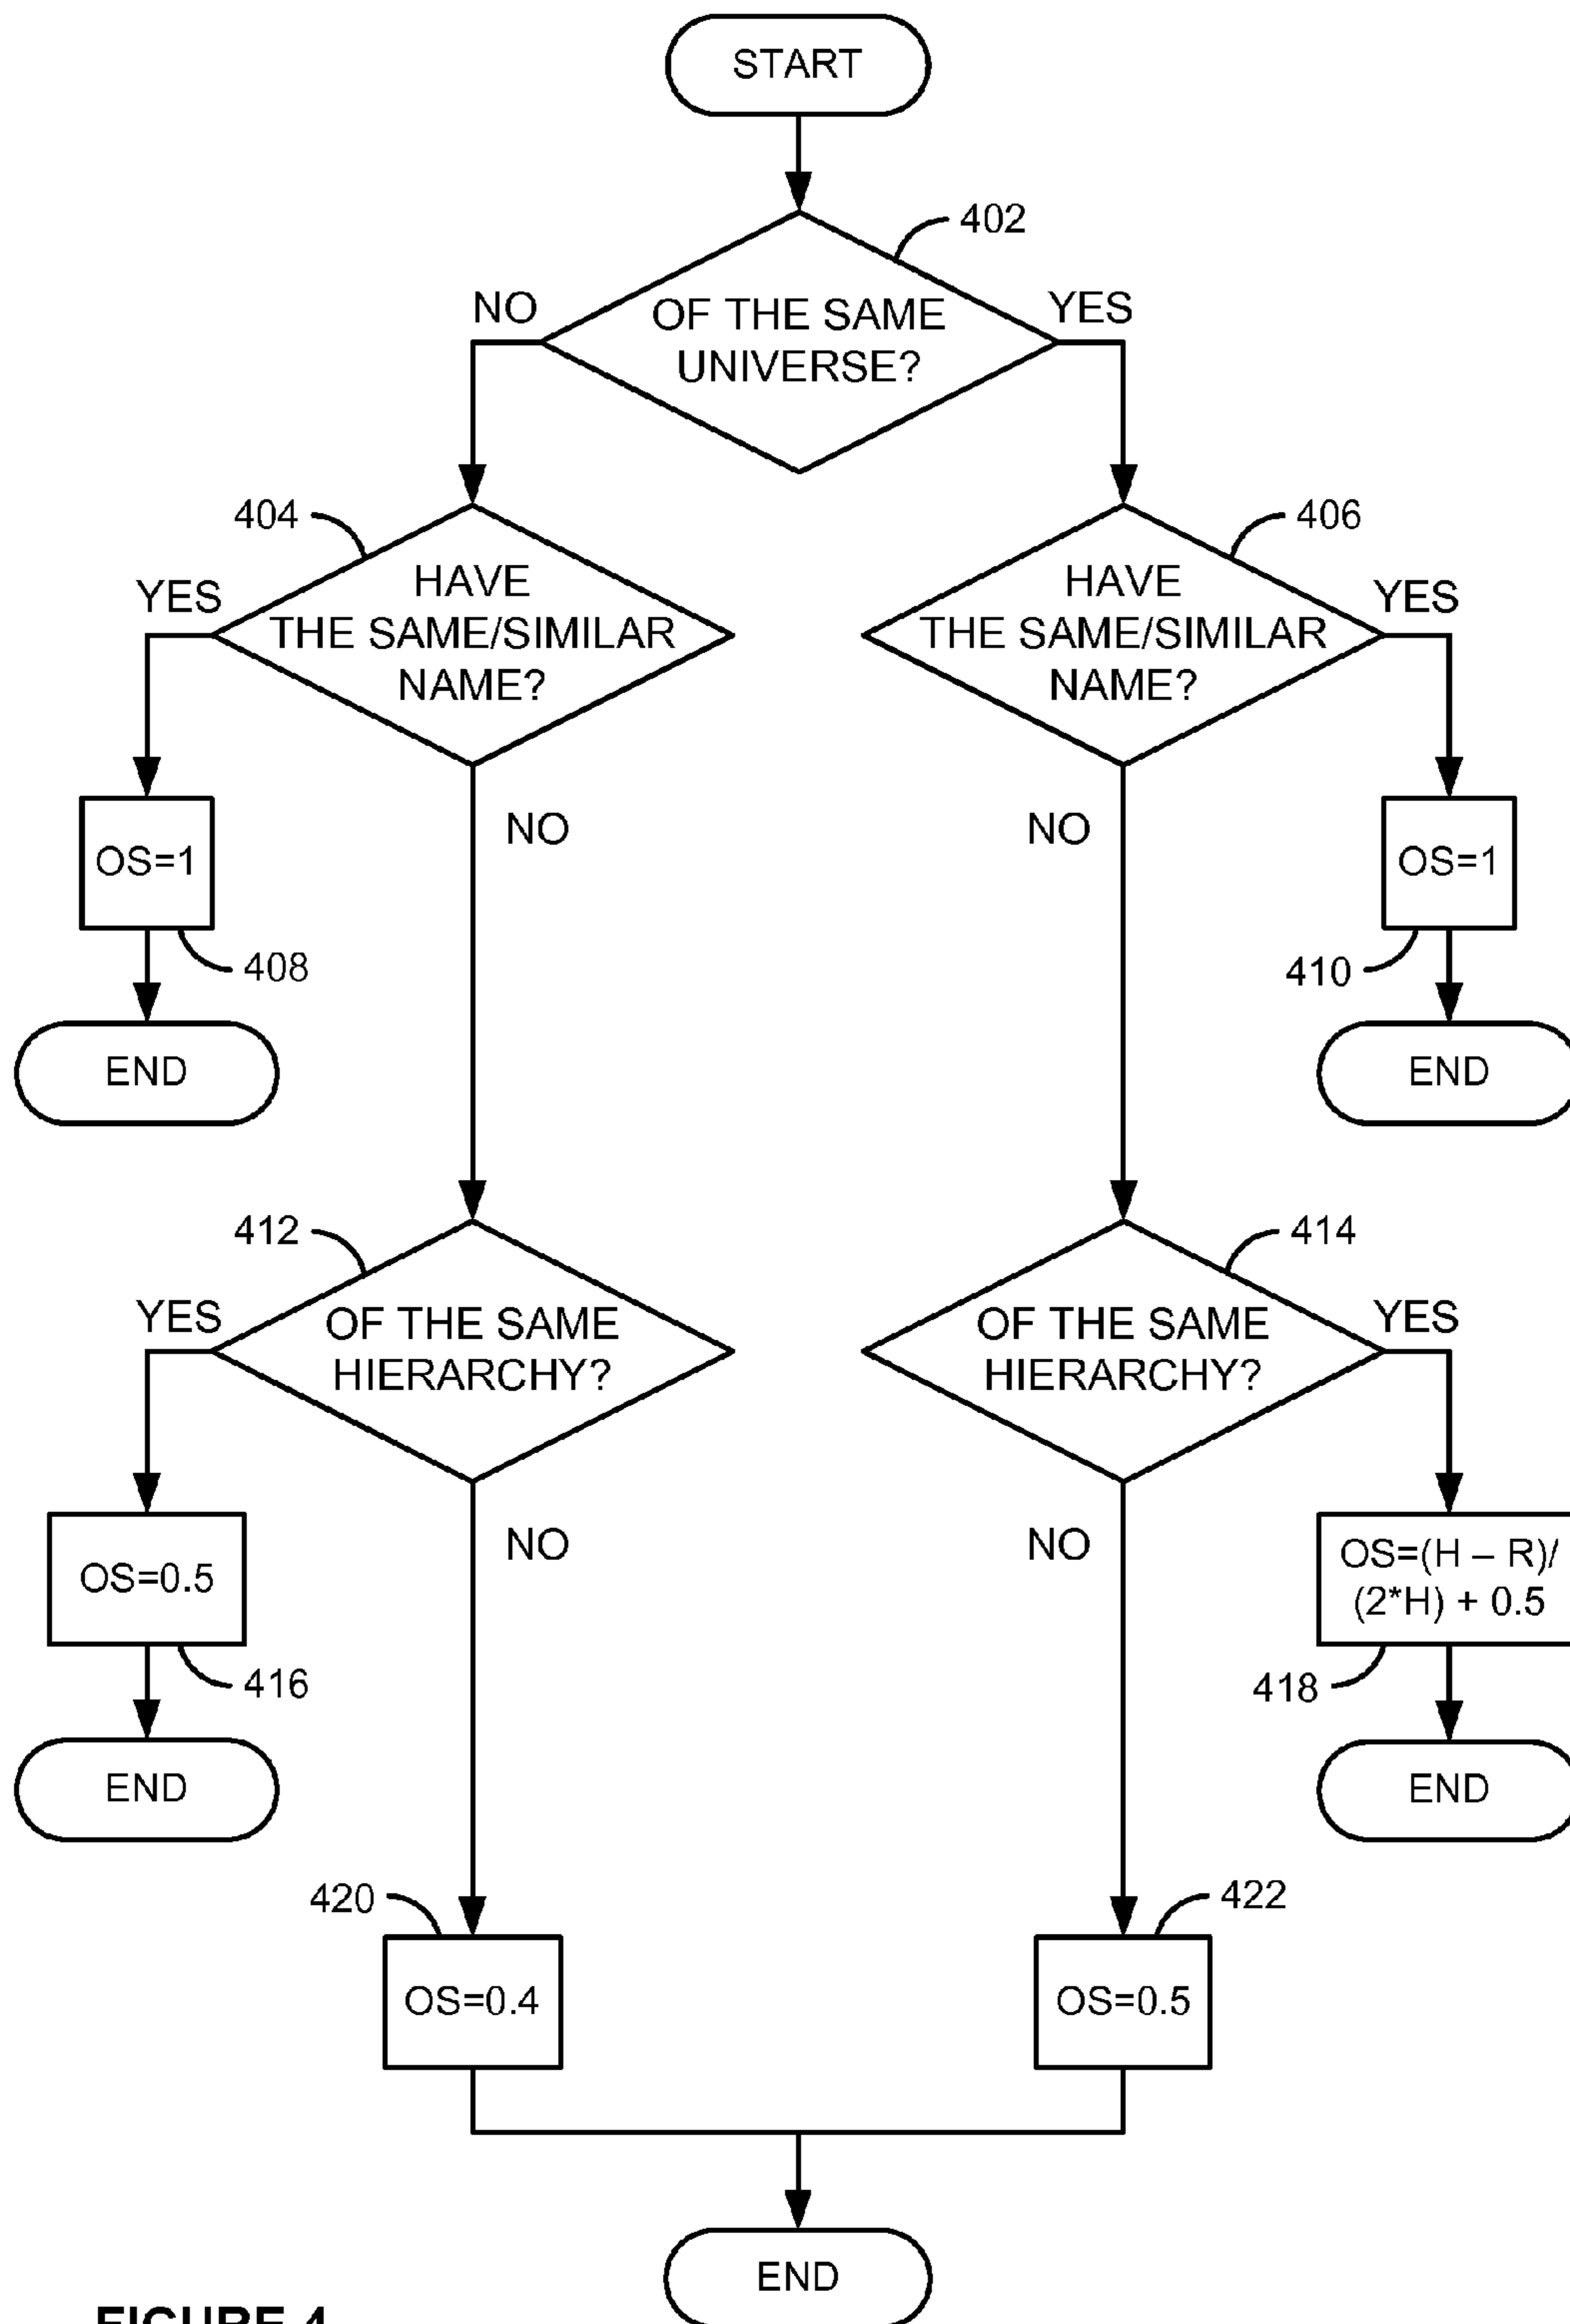 START
402
NO
YES
OF THE SAME
UNIVERSE?
404
406
YES
HAVE
THE SAME/SIMILAR
NAME?
HAVE
THE SAME/SIMILAR
NAME?
YES
OS=1
NO
NO
OS=1
408
410
END
END
412
414
YES
OF THE SAME
HIERARCHY?
OF THE SAME
HIERARCHY?
YES
OS=0.5
NO
NO
OS=(H – R)/
(2*H) + 0.5
416
418
END
END
420
422
OS=0.4
OS=0.5
END
FIGURE 4